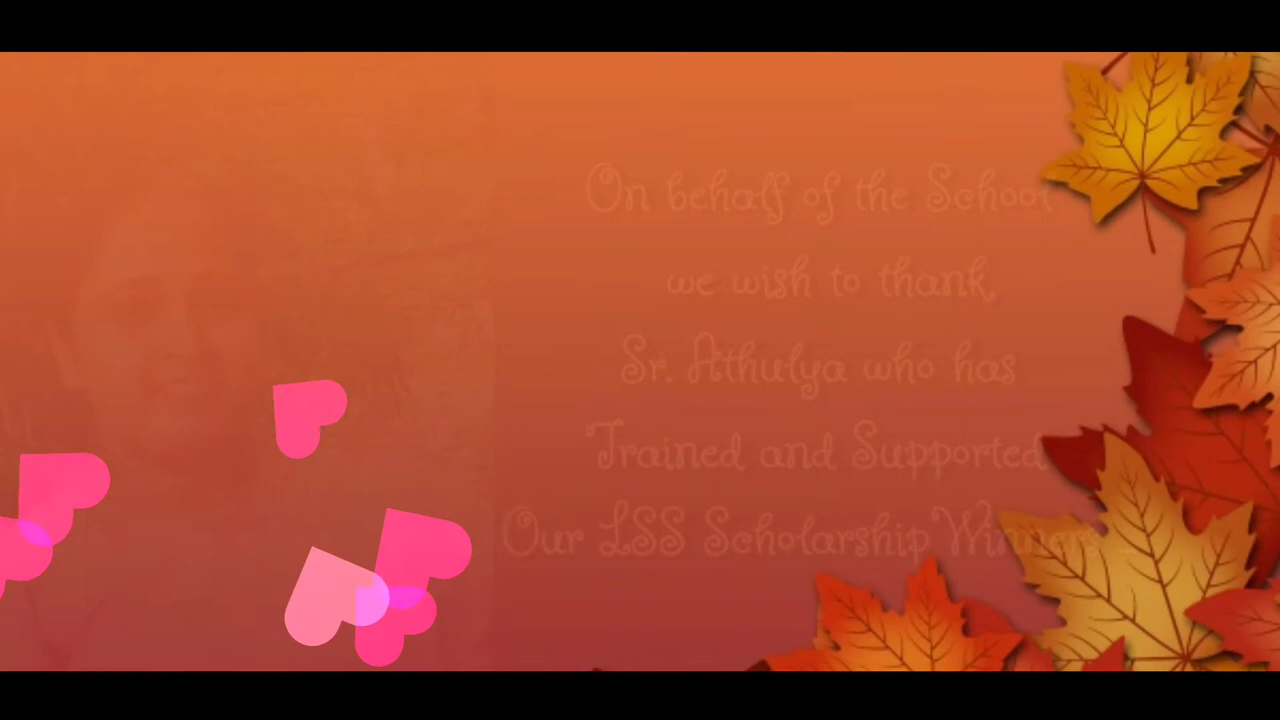 On behalf of the School
we wish to thank,
Sr. Athulya who has
Trained and Supported
Our LSS Scholarship Winners